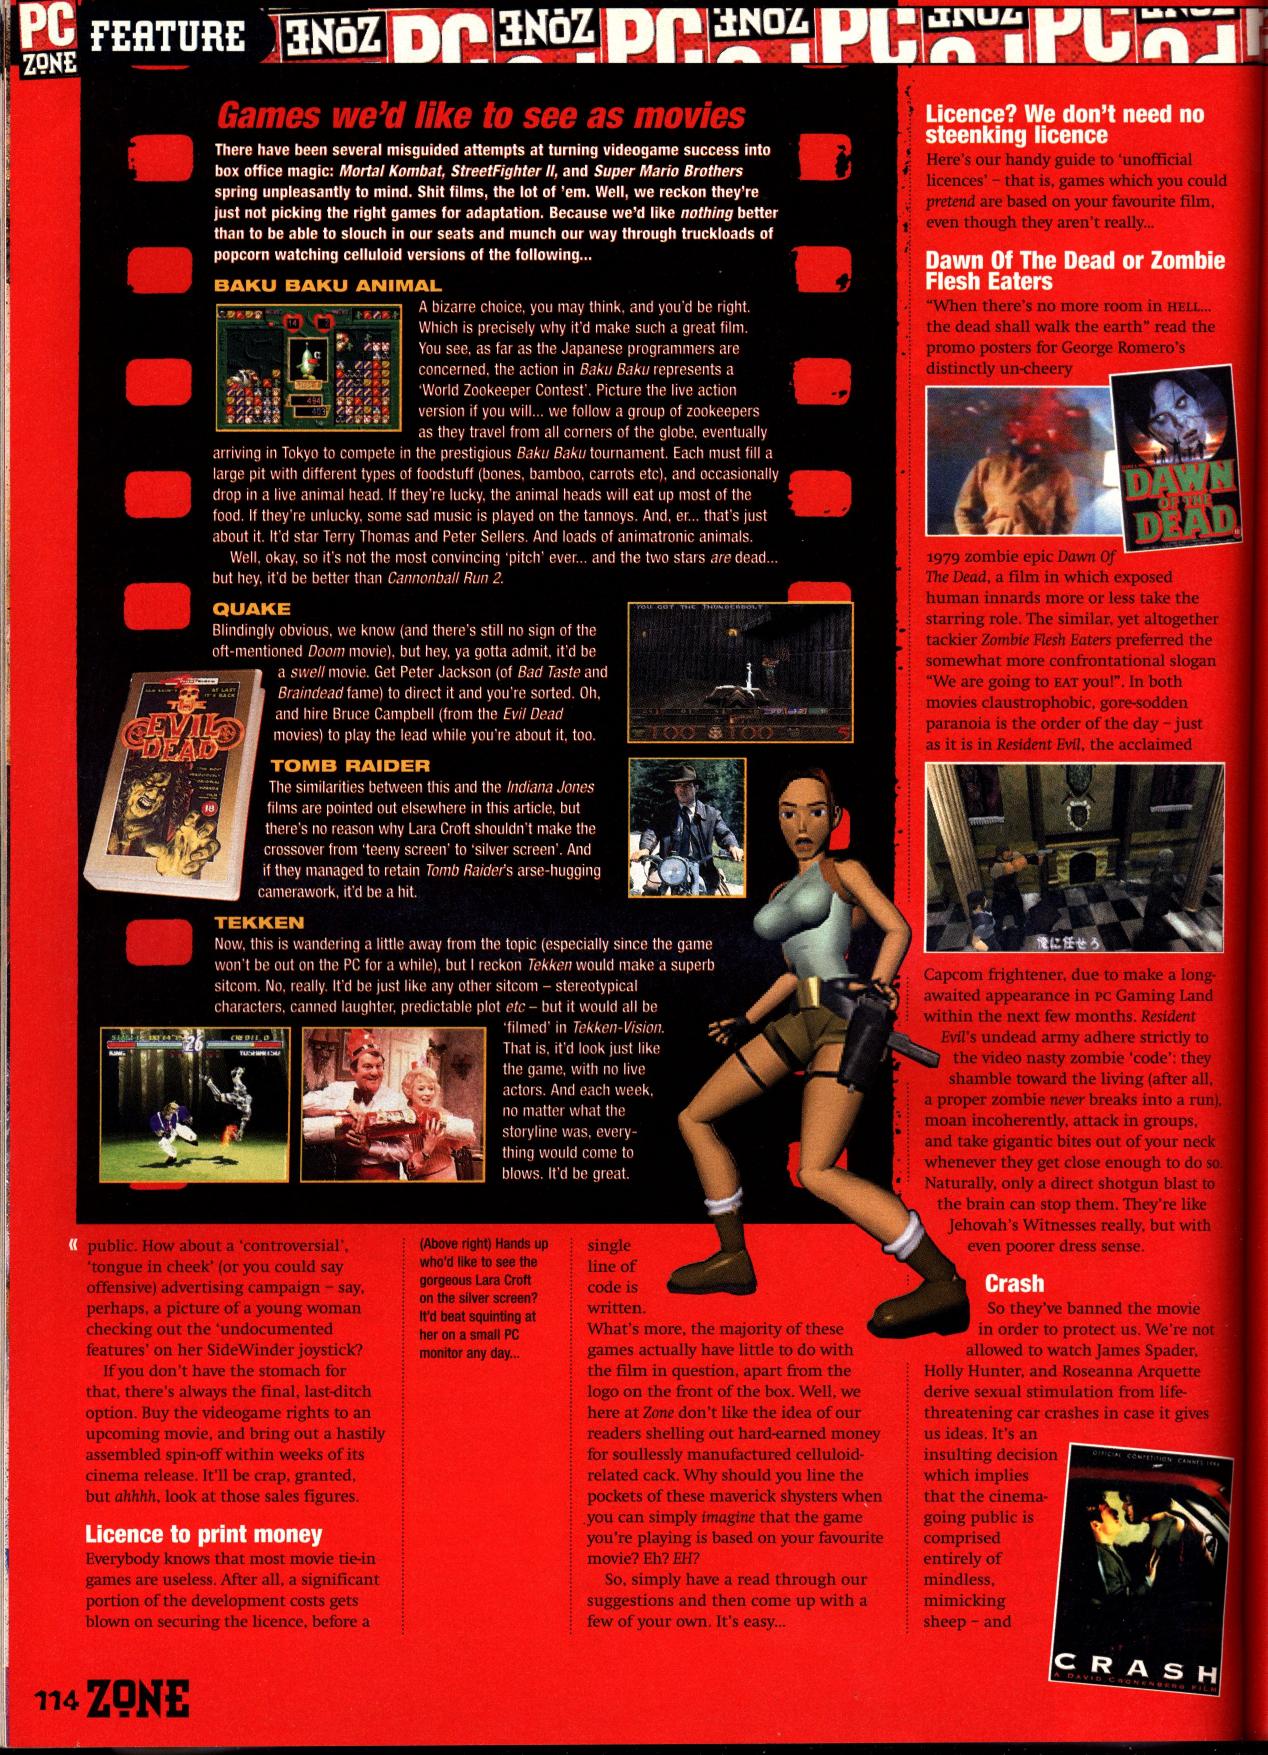 PC
ZONE
FEATURE
ZONE
PC
ZONE
PC
ZONE
PC
ZONE
PC
Games we'd like to see as movies
There have been several misguided attempts at turning videogame success into
box office magic: Mortal Kombat, StreetFighter II, and Super Mario Brothers
spring unpleasantly to mind. Shit films, the lot of 'em. Well, we reckon they're
just not picking the right games for adaptation. Because we'd like nothing better
than to be able to slouch in our seats and munch our way through truckloads of
popcorn watching celluloid versions of the following...
BAKU BAKU ANIMAL
A bizarre choice, you may think, and you'd be right.
Which is precisely why it'd make such a great film.
You see, as far as the Japanese programmers are
concerned, the action in Baku Baku represents a
'World Zookeeper Contest'. Picture the live action
version if you will... we follow a group of zookeepers
as they travel from all corners of the globe, eventually
arriving in Tokyo to compete in the prestigious Baku Baku tournament. Each must fill a
large pit with different types of foodstuff (bones, bamboo, carrots etc), and occasionally
drop in a live animal head. If they're lucky, the animal heads will eat up most of the
food. If they're unlucky, some sad music is played on the tannoys. And, er... that's just
about it. It'd star Terry Thomas and Peter Sellers. And loads of animatronic animals.
Well, okay, so it's not the most convincing 'pitch' ever... and the two stars are dead...
but hey, it'd be better than Cannonball Run 2.
QUAKE
Blindingly obvious, we know (and there's still no sign of the
oft-mentioned Doom movie), but hey, ya gotta admit, it'd be
a swell movie. Get Peter Jackson (of Bad Taste and
Braindead fame) to direct it and you're sorted. Oh,
and hire Bruce Campbell (from the Evil Dead
movies) to play the lead while you're about it, too.
YOU GOT THE THUNDERBOLT
100 100 5
AT LAST
IT'S BACK
THE
EVIL
DEAD
18
TOMB RAIDER
The similarities between this and the Indiana Jones
films are pointed out elsewhere in this article, but
there's no reason why Lara Croft shouldn't make the
crossover from 'teeny screen' to 'silver screen'. And
if they managed to retain Tomb Raider's arse-hugging
camerawork, it'd be a hit.
TEKKEN
Now, this is wandering a little away from the topic (especially since the game
won't be out on the PC for a while), but I reckon Tekken would make a superb
sitcom. No, really. It'd be just like any other sitcom – stereotypical
characters, canned laughter, predictable plot etc – but it would all be
'filmed' in Tekken-Vision.
That is, it'd look just like
the game, with no live
actors. And each week,
no matter what the
storyline was, every-
thing would come to
blows. It'd be great.
26
KING
YOSHIMITSU
« public. How about a 'controversial',
'tongue in cheek' (or you could say
offensive) advertising campaign – say,
perhaps, a picture of a young woman
checking out the 'undocumented
features' on her SideWinder joystick?
If you don't have the stomach for
that, there's always the final, last-ditch
option. Buy the videogame rights to an
upcoming movie, and bring out a hastily
assembled spin-off within weeks of its
cinema release. It'll be crap, granted,
but ahhhh, look at those sales figures.
Licence to print money
Everybody knows that most movie tie-in
games are useless. After all, a significant
portion of the development costs gets
blown on securing the licence, before a
(Above right) Hands up
who'd like to see the
gorgeous Lara Croft
on the silver screen?
It'd beat squinting at
her on a small PC
monitor any day...
single
line of
code is
written.
What's more, the majority of these
games actually have little to do with
the film in question, apart from the
logo on the front of the box. Well, we
here at Zone don't like the idea of our
readers shelling out hard-earned money
for soullessly manufactured celluloid-
related cack. Why should you line the
pockets of these maverick shysters when
you can simply imagine that the game
you're playing is based on your favourite
movie? Eh? EH?
So, simply have a read through our
suggestions and then come up with a
few of your own. It's easy...
Licence? We don't need no
steenking licence
Here's our handy guide to 'unofficial
licences' – that is, games which you could
pretend are based on your favourite film,
even though they aren't really...
Dawn Of The Dead or Zombie
Flesh Eaters
"When there's no more room in HELL...
the dead shall walk the earth" read the
promo posters for George Romero's
distinctly un-cheery
DAWN
OF THE
DEAD
1979 zombie epic Dawn Of
The Dead, a film in which exposed
human innards more or less take the
starring role. The similar, yet altogether
tackier Zombie Flesh Eaters preferred the
somewhat more confrontational slogan
"We are going to EAT you!". In both
movies claustrophobic, gore-sodden
paranoia is the order of the day – just
as it is in Resident Evil, the acclaimed
俺に任せろ
Capcom frightener, due to make a long-
awaited appearance in PC Gaming Land
within the next few months. Resident
Evil's undead army adhere strictly to
the video nasty zombie 'code': they
shamble toward the living (after all,
a proper zombie never breaks into a run),
moan incoherently, attack in groups,
and take gigantic bites out of your neck
whenever they get close enough to do so.
Naturally, only a direct shotgun blast to
the brain can stop them. They're like
Jehovah's Witnesses really, but with
even poorer dress sense.
Crash
So they've banned the movie
in order to protect us. We're not
allowed to watch James Spader,
Holly Hunter, and Roseanna Arquette
derive sexual stimulation from life-
threatening car crashes in case it gives
us ideas. It's an
insulting decision
which implies
that the cinema-
going public is
comprised
entirely of
mindless,
mimicking
sheep – and
OFFICIAL COMPETITION CANNES 1996
CRASH
A DAVID CRONENBERG FILM
114 ZONE